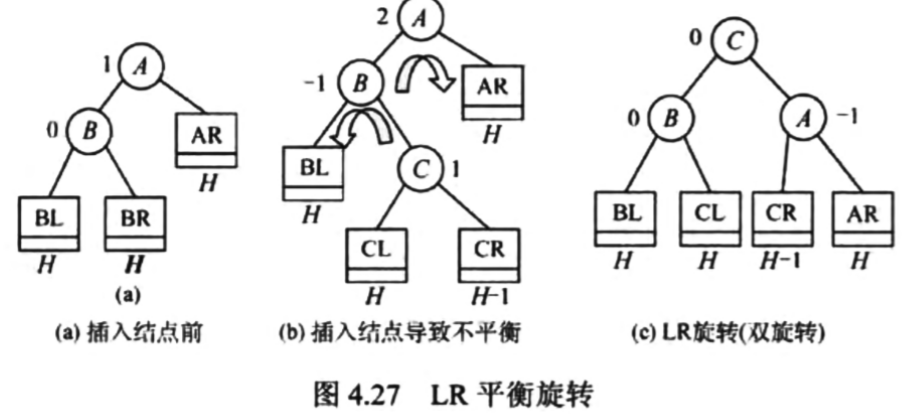 1 A
0 B
AR
H
BL
BR
H
H
(a)
(a) 插入结点前
2 A
-1 B
AR
H
BL
H
C 1
CL
CR
H
H-1
(b) 插入结点导致不平衡
0 C
0 B
A -1
BL
CL
CR
AR
H
H
H-1
H
(c) LR旋转(双旋转)
图 4.27 LR 平衡旋转